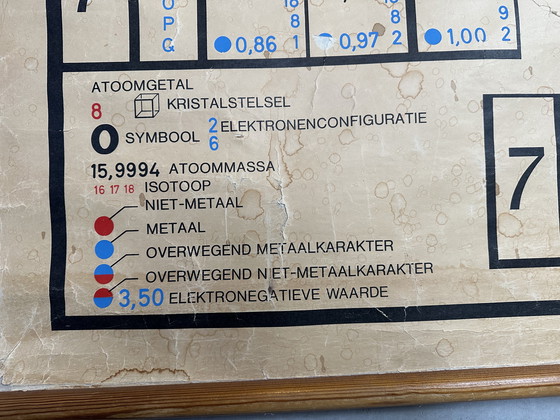 7
O
P
Q
18
8
0,86 1
8
0,97 2
9
1,00 2
ATOOMGETAL
8 KRISTALSTELSEL
O SYMBOOL 2 ELEKTRONENCONFIGURATIE
6
15,9994 ATOOMMASSA
16 17 18 ISOTOOP
NIET-METAAL
METAAL
OVERWEGEND METAALKARAKTER
OVERWEGEND NIET-METAALKARAKTER
3,50 ELEKTRONEGATIEVE WAARDE
7